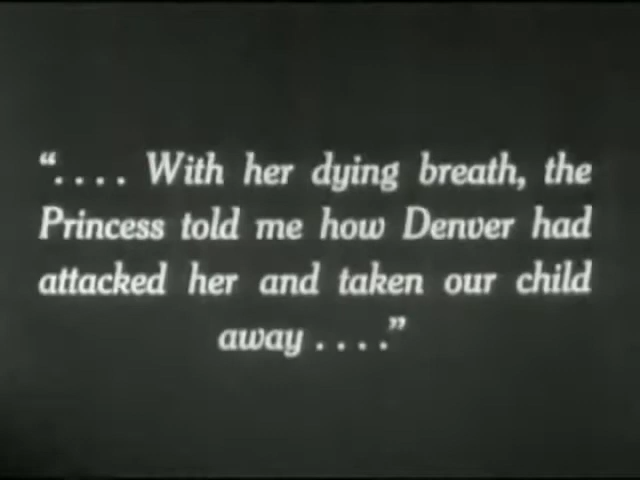 “.... With her dying breath, the
Princess told me how Denver had
attacked her and taken our child
away ....”